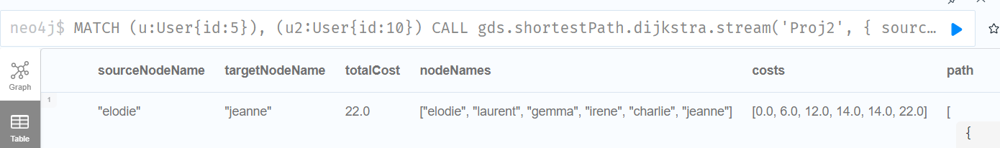 neo4j$ MATCH (u:User{id:5}), (u2:User{id:10}) CALL gds.shortestPath.dijkstra.stream('Proj2', { sourc…
Graph
Table
sourceNodeName targetNodeName totalCost nodeNames costs path
1
"elodie" "jeanne" 22.0 ["elodie", "laurent", "gemma", "irene", "charlie", "jeanne"] [0.0, 6.0, 12.0, 14.0, 14.0, 22.0] [
{